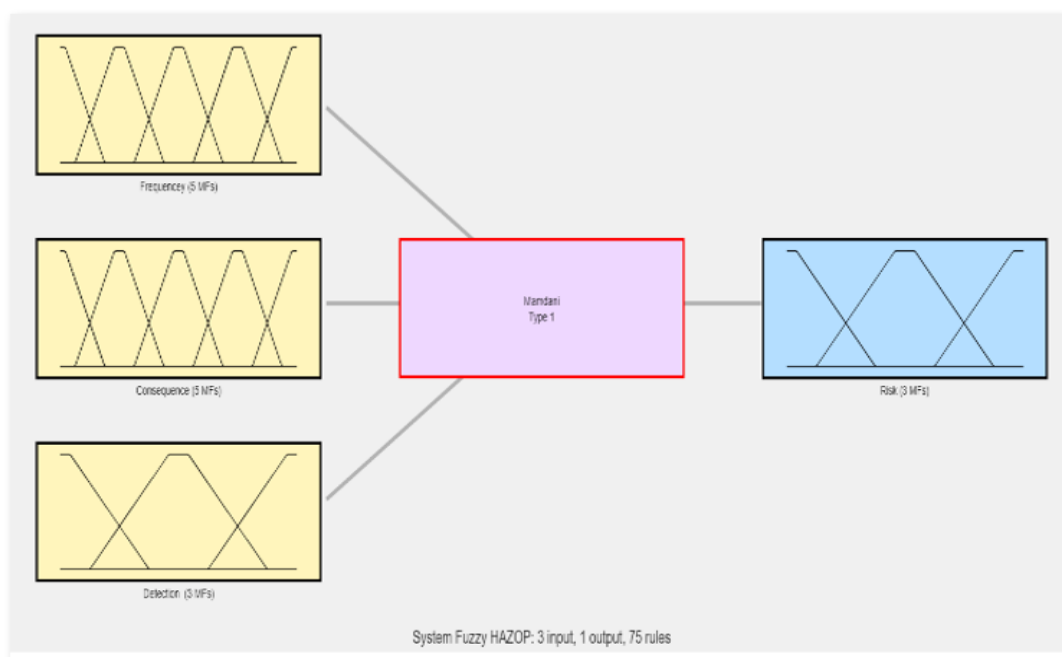 Frequencey (5 MFs)
Mamdani
Type 1
Consequence (5 MFs)
Risk (3 MFs)
Detection (3 MFs)
System Fuzzy HAZOP: 3 input, 1 output, 75 rules